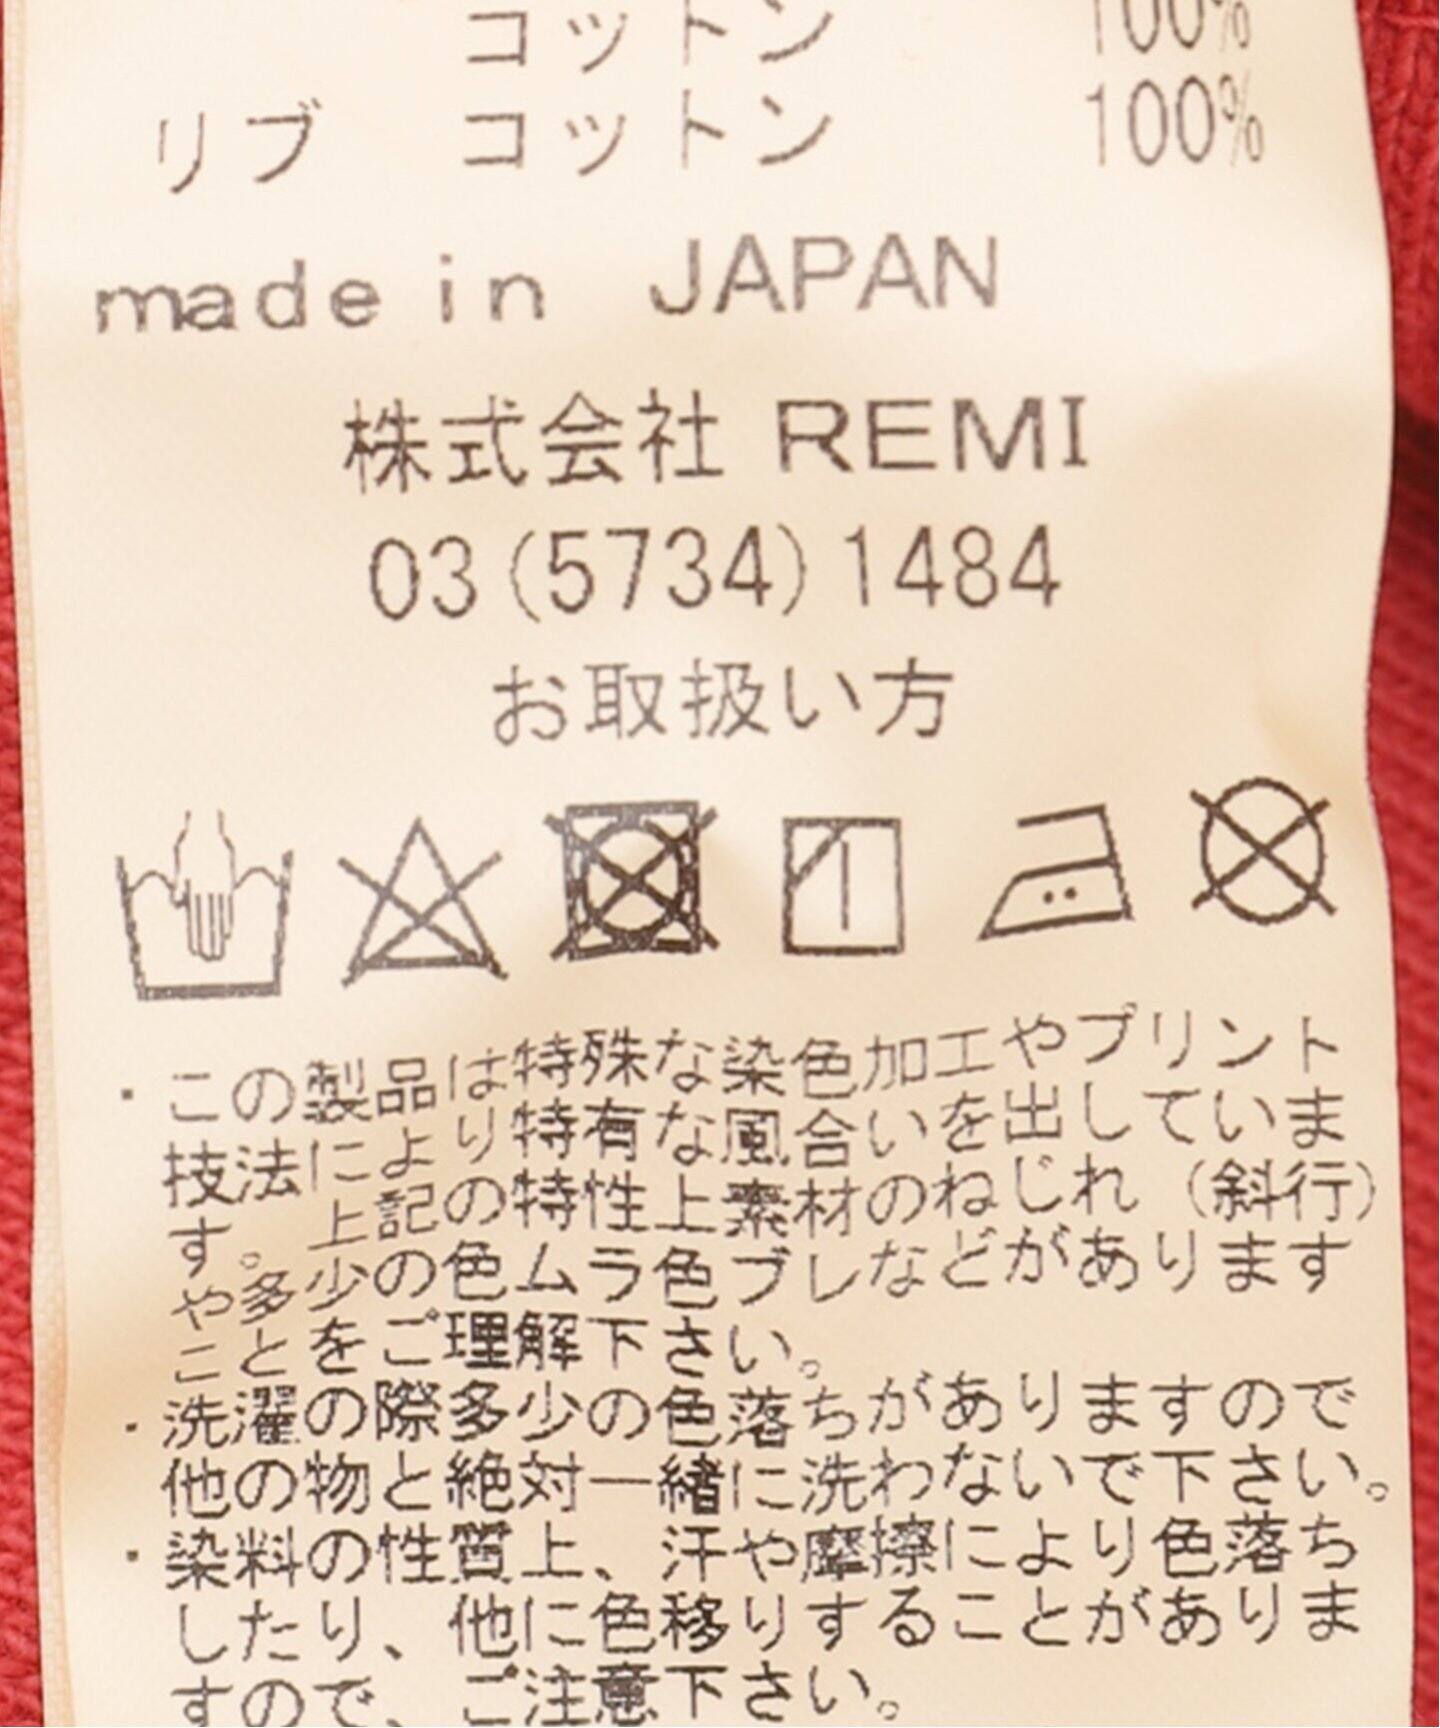 コットン 100%
リブ コットン 100%
made in JAPAN
株式会社 REMI
03(5734)1484
お取扱い方
・この製品は特殊な染色加工やプリント
技法により特有な風合いを出していま
す。上記の特性上素材のねじれ（斜行）
や多少の色ムラ色ブレなどがあります
ことをご理解下さい。
・洗濯の際多少の色落ちがありますので
他の物と絶対一緒に洗わないで下さい。
・染料の性質上、汗や摩擦により色落ち
したり、他に色移りすることがありま
すので、ご注意下さい。